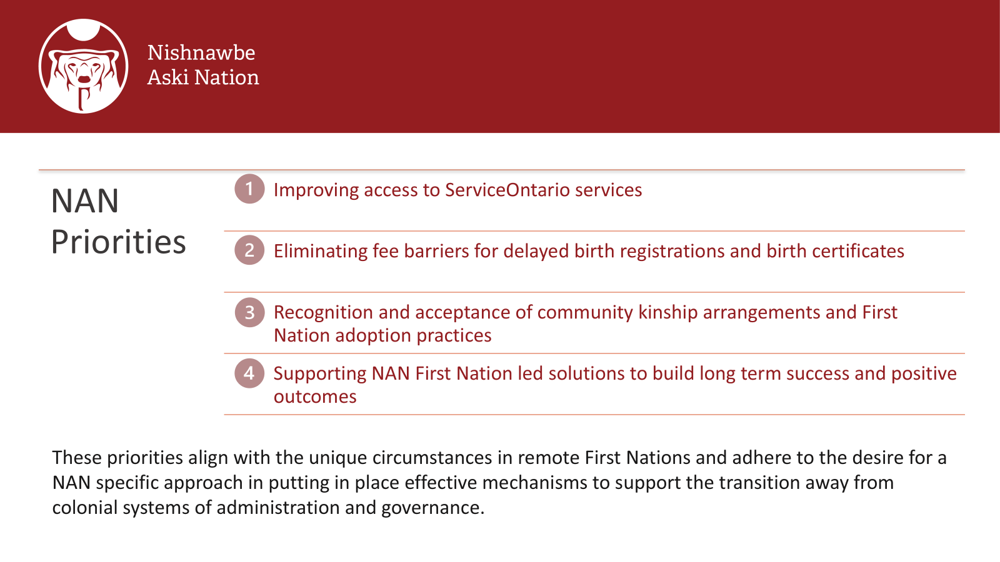 Nishnawbe
Aski Nation
NAN
Priorities
1 Improving access to ServiceOntario services
2 Eliminating fee barriers for delayed birth registrations and birth certificates
3 Recognition and acceptance of community kinship arrangements and First
Nation adoption practices
4 Supporting NAN First Nation led solutions to build long term success and positive
outcomes
These priorities align with the unique circumstances in remote First Nations and adhere to the desire for a
NAN specific approach in putting in place effective mechanisms to support the transition away from
colonial systems of administration and governance.